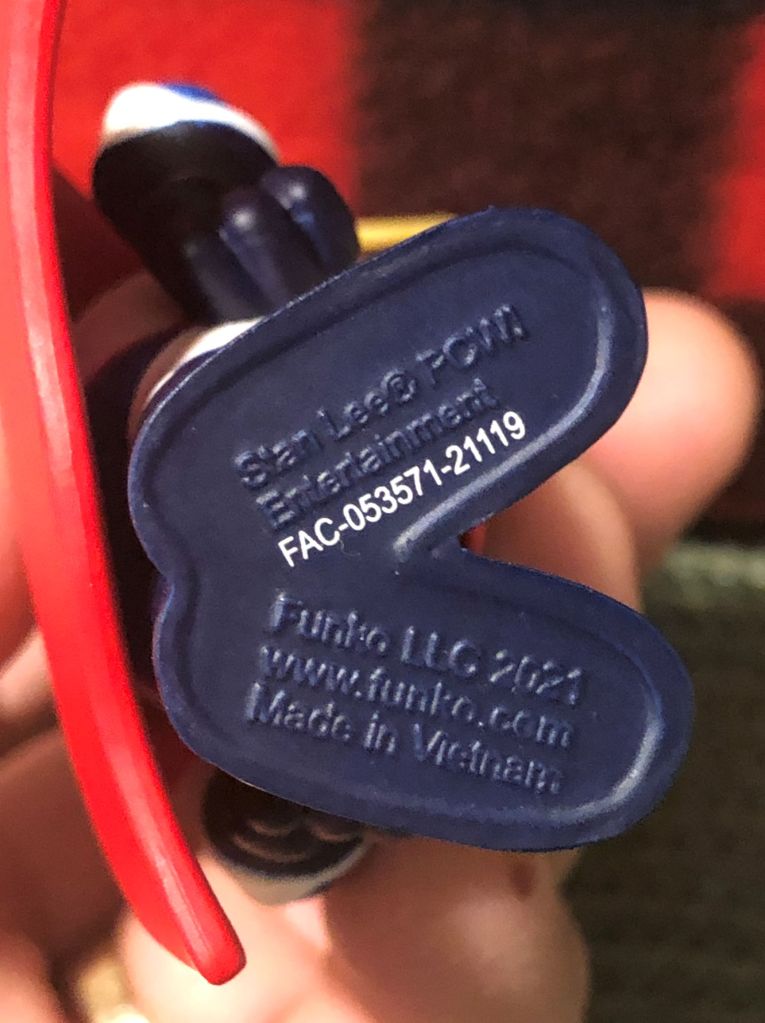 Stan Lee® POW!
Entertainment
FAC-053571-21119
Funko LLC 2021
www.funko.com
Made in Vietnam